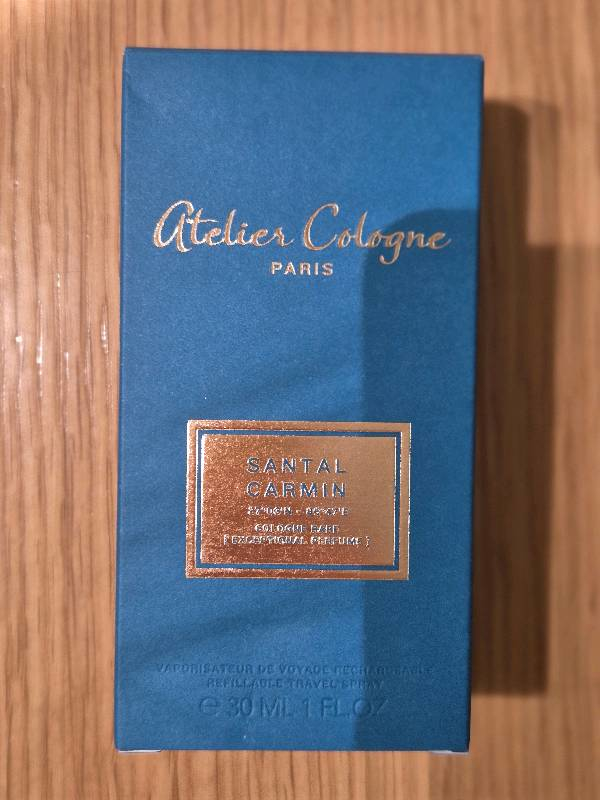 Atelier Cologne
PARIS
SANTAL
CARMIN
COLOGNE RARE
[ EXCEPTIONAL PERFUME ]
VAPORISATEUR DE VOYAGE RECHARGEABLE
REFILLABLE TRAVEL SPRAY
℮ 30 ML 1 FL.OZ